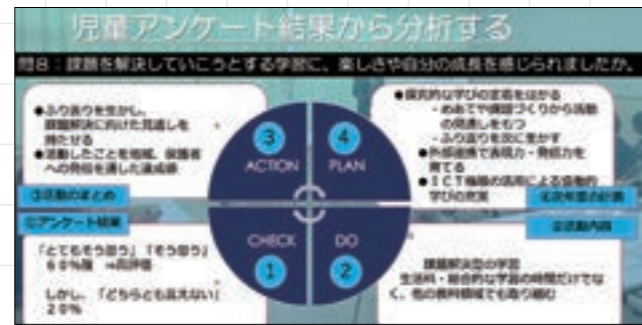 児童アンケート結果から分析する
問8：課題を解決していこうとする学習に、楽しさや自分の成長を感じられましたか。
●ふり返りを生かし、
課題解決に向けた見通しを
持たせる
●活動したことを地域、保護者
への発信を通した達成感
③活動のまとめ
●探究的な学びの定着をはかる
・めあてや課題づくりから活動
の見通しをもつ
・ふり返りを次に生かす
●外部連携で表現力・発信力を
育てる
●ICT機器の活用による協働的
学びの充実
④次年度の計画
3
ACTION
4
PLAN
CHECK
1
DO
2
①アンケート結果
「とてもそう思う」「そう思う」
60%強 ⇒高評価
しかし、「どちらとも言えない」
20%
②活動内容
課題解決型の学習
生活科・総合的な学習の時間だけでな
く、他の教科領域でも取り組む